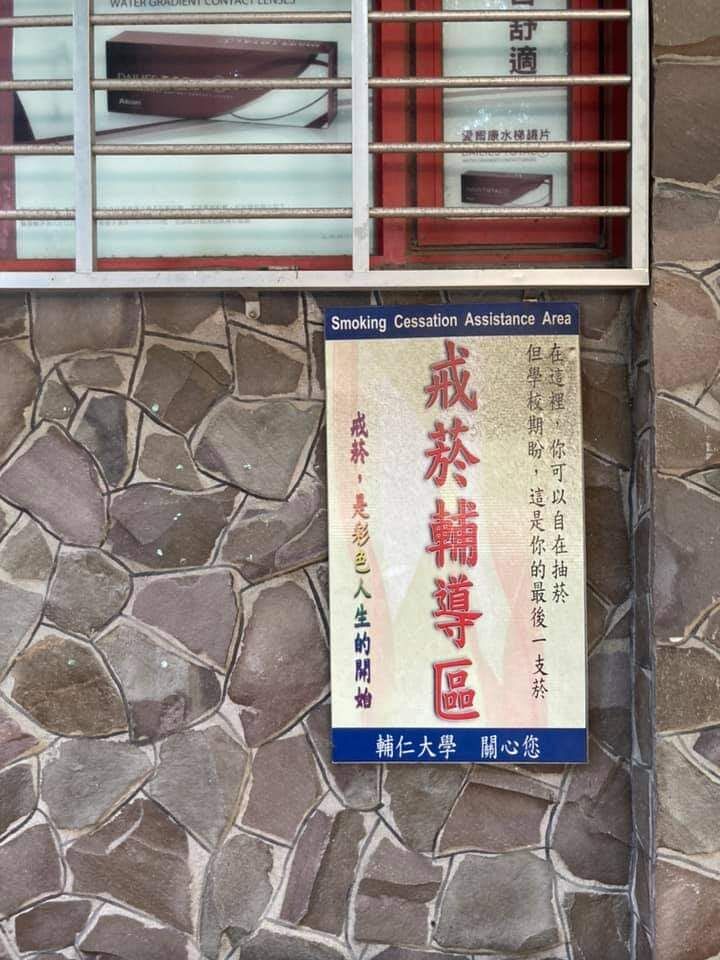 WATER GRADIENT CONTACT LENSES
Alcon
舒適
愛爾康水梯鏡片
DAILIES TOTAL
Smoking Cessation Assistance Area
在這裡，你可以自在抽菸
但學校期盼，這是你的最後一支菸
戒菸輔導區
戒菸，是彩色人生的開始
輔仁大學 關心您